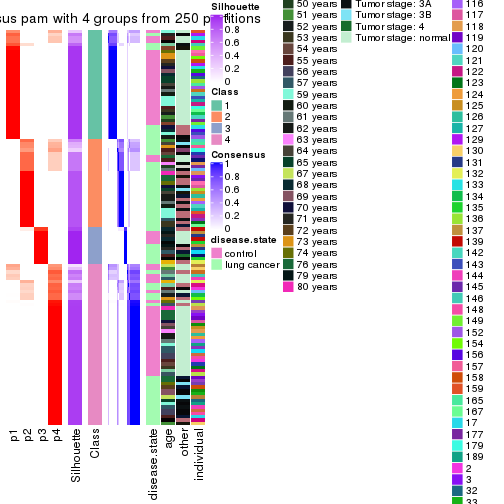 sus pam with 4 groups from 250 partitions
Silhouette
1
0.8
0.6
0.4
0.2
0
Class
1
2
3
4
Consensus
1
0.8
0.6
0.4
0.2
0
disease.state
control
lung cancer
p1
p2
p3
p4
Silhouette
Class
disease.state
age
other
individual
50 years
51 years
52 years
53 years
54 years
55 years
56 years
57 years
59 years
60 years
61 years
62 years
63 years
64 years
65 years
67 years
68 years
69 years
70 years
71 years
72 years
73 years
74 years
76 years
79 years
80 years
Tumor stage: 3A
Tumor stage: 3B
Tumor stage: 4
Tumor stage: normal
116
117
118
119
120
121
122
123
124
125
126
127
129
130
131
132
133
134
135
136
137
139
142
143
144
145
146
148
149
152
154
156
157
158
159
165
167
17
177
179
189
2
3
32
33